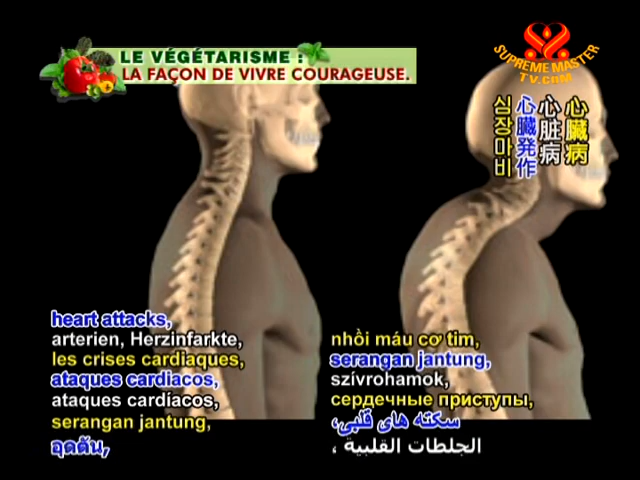 LE VÉGÉTARISME :
LA FAÇON DE VIVRE COURAGEUSE.
SUPREME MASTER
TV.COM
心臟病
心脏病
心臓発作
심장마비
heart attacks,
arterien, Herzinfarkte,
les crises cardiaques,
ataques cardiacos,
ataques cardíacos,
serangan jantung,
อุดตัน,
nhồi máu cơ tim,
serangan jantung,
szívrohamok,
сердечные приступы,
سکته های قلبی،
الجلطات القلبية ،